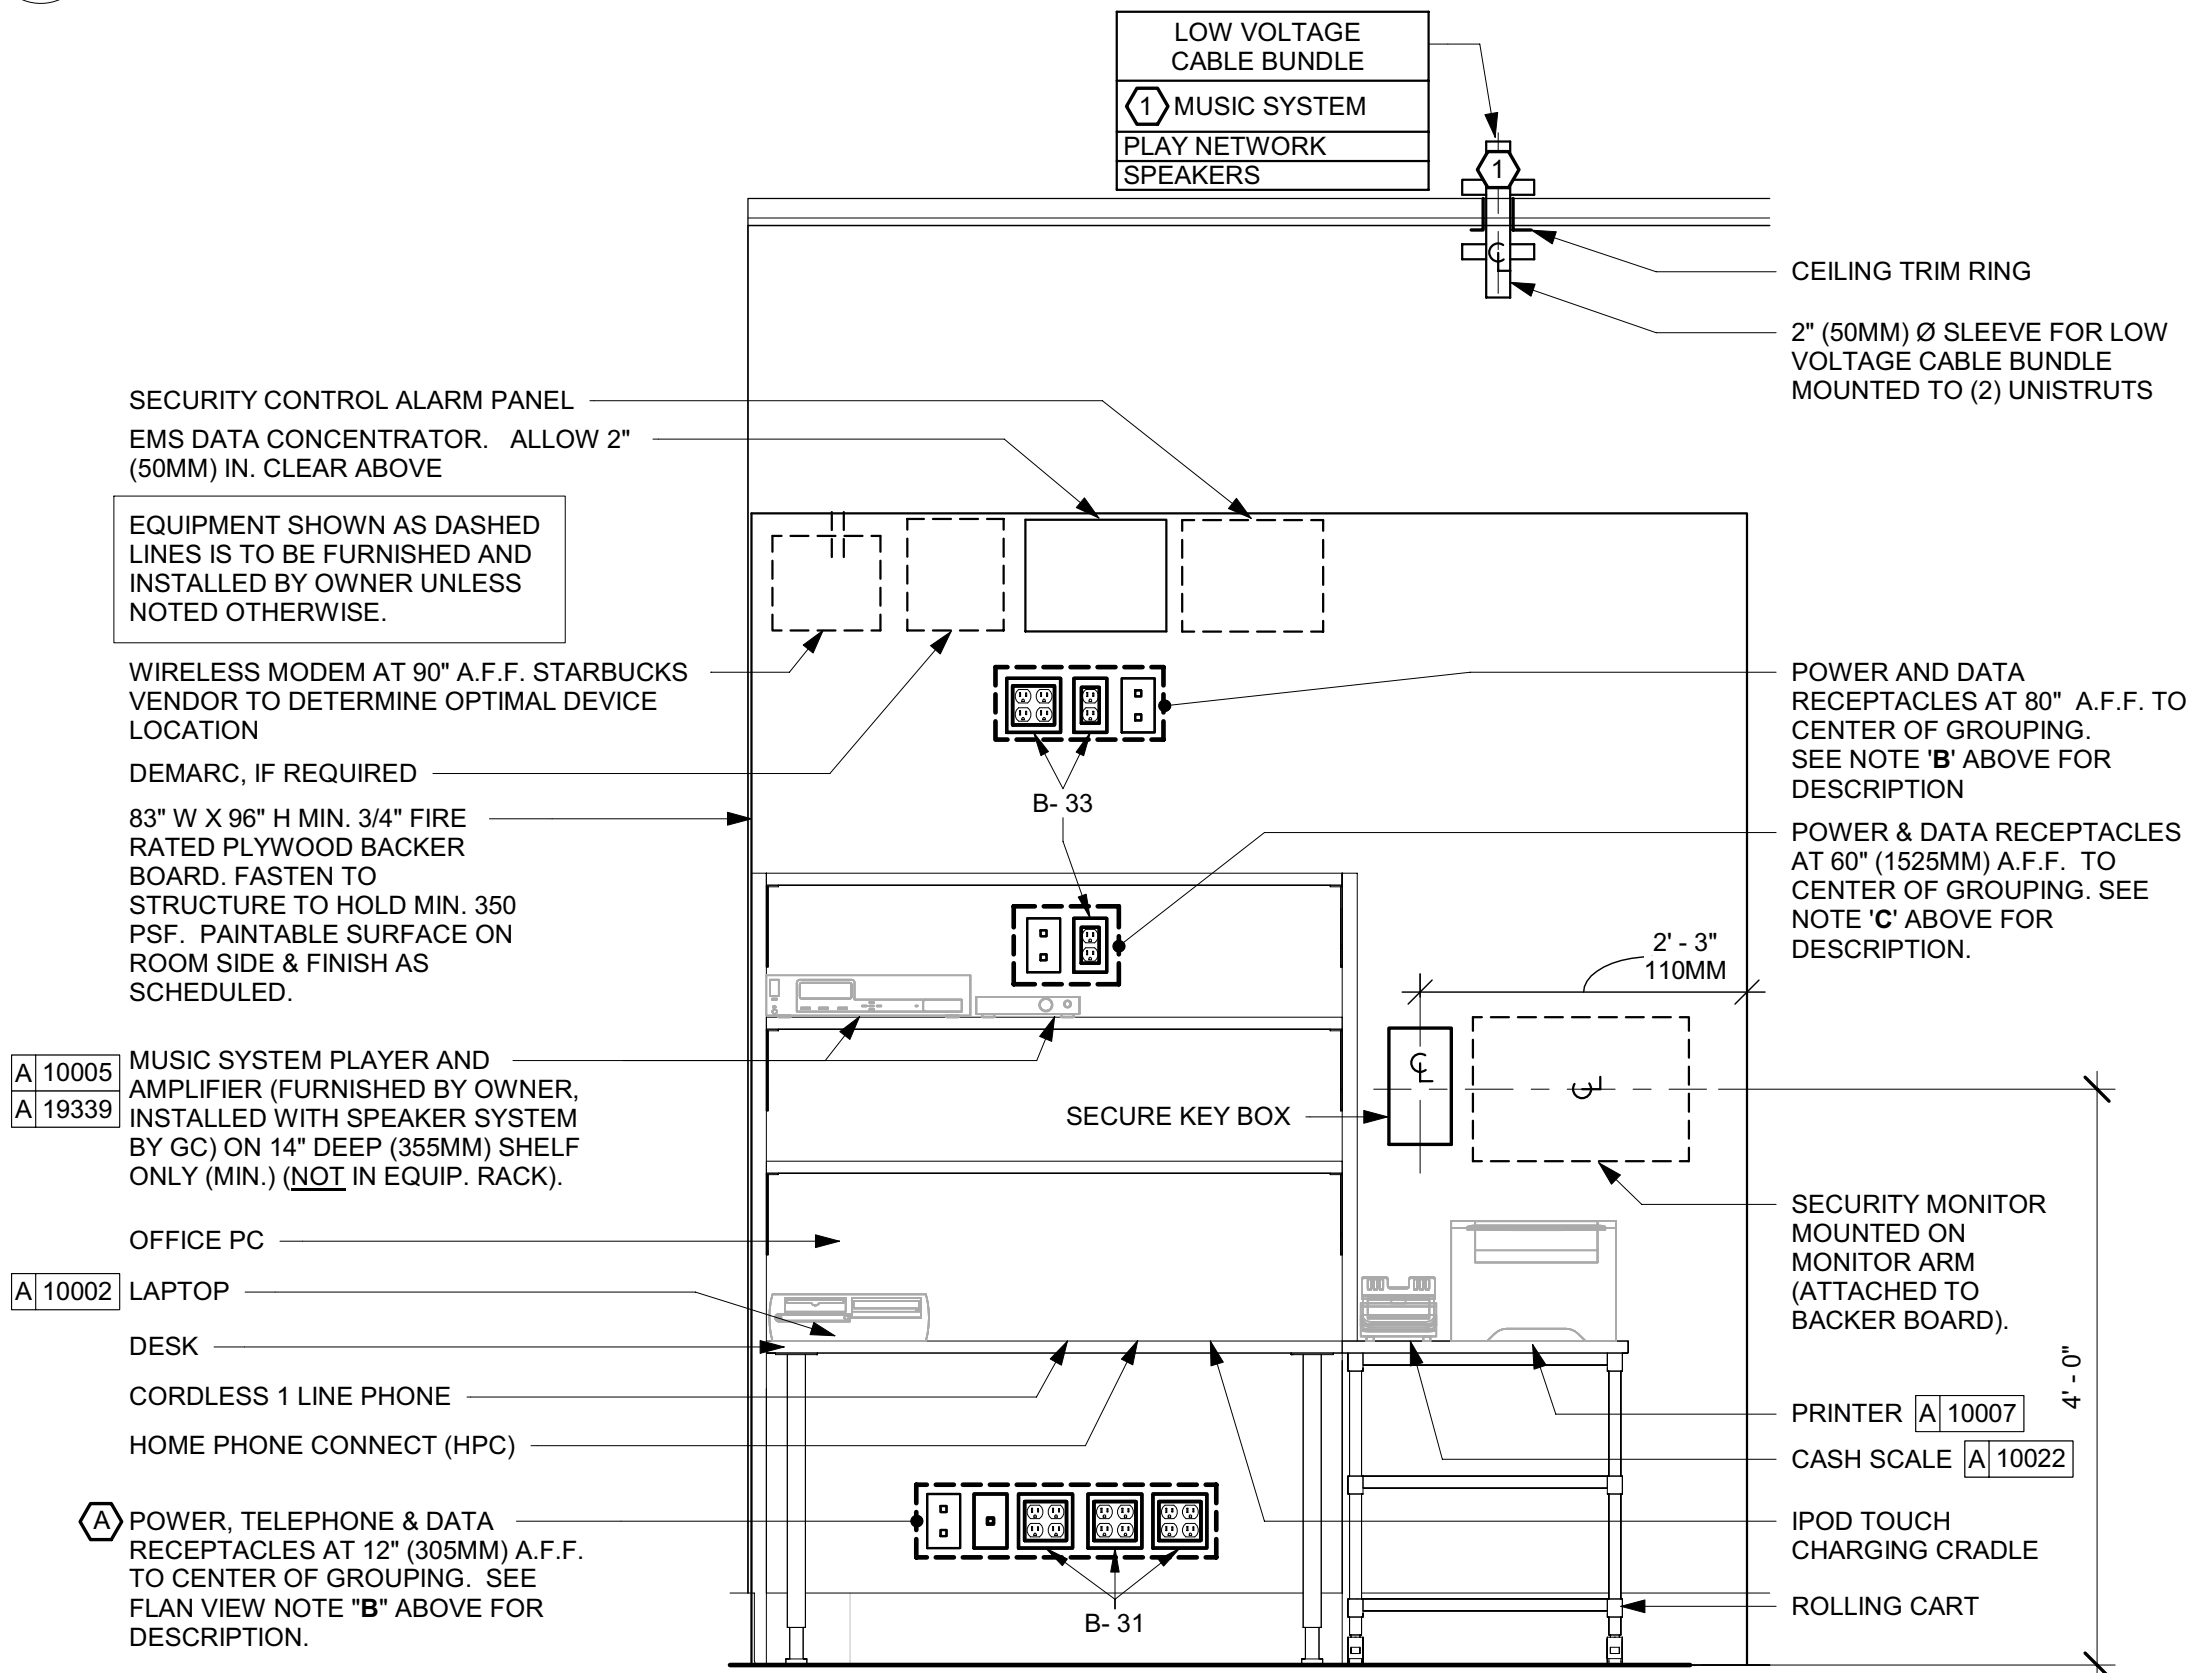 LOW VOLTAGE
CABLE BUNDLE
1 MUSIC SYSTEM
PLAY NETWORK
SPEAKERS
1
CEILING TRIM RING
2" (50MM) Ø SLEEVE FOR LOW
VOLTAGE CABLE BUNDLE
MOUNTED TO (2) UNISTRUTS
SECURITY CONTROL ALARM PANEL
EMS DATA CONCENTRATOR. ALLOW 2"
(50MM) IN. CLEAR ABOVE
EQUIPMENT SHOWN AS DASHED
LINES IS TO BE FURNISHED AND
INSTALLED BY OWNER UNLESS
NOTED OTHERWISE.
WIRELESS MODEM AT 90" A.F.F. STARBUCKS
VENDOR TO DETERMINE OPTIMAL DEVICE
LOCATION
DEMARC, IF REQUIRED
83" W X 96" H MIN. 3/4" FIRE
RATED PLYWOOD BACKER
BOARD. FASTEN TO
STRUCTURE TO HOLD MIN. 350
PSF. PAINTABLE SURFACE ON
ROOM SIDE & FINISH AS
SCHEDULED.
A 10005
A 19339
MUSIC SYSTEM PLAYER AND
AMPLIFIER (FURNISHED BY OWNER,
INSTALLED WITH SPEAKER SYSTEM
BY GC) ON 14" DEEP (355MM) SHELF
ONLY (MIN.) (NOT IN EQUIP. RACK).
OFFICE PC
A 10002 LAPTOP
DESK
CORDLESS 1 LINE PHONE
HOME PHONE CONNECT (HPC)
A POWER, TELEPHONE & DATA
RECEPTACLES AT 12" (305MM) A.F.F.
TO CENTER OF GROUPING. SEE
FLAN VIEW NOTE "B" ABOVE FOR
DESCRIPTION.
B- 33
SECURE KEY BOX
B- 31
POWER AND DATA
RECEPTACLES AT 80" A.F.F. TO
CENTER OF GROUPING.
SEE NOTE 'B' ABOVE FOR
DESCRIPTION
POWER & DATA RECEPTACLES
AT 60" (1525MM) A.F.F. TO
CENTER OF GROUPING. SEE
NOTE 'C' ABOVE FOR
DESCRIPTION.
2' - 3"
110MM
SECURITY MONITOR
MOUNTED ON
MONITOR ARM
(ATTACHED TO
BACKER BOARD).
4' - 0"
PRINTER A 10007
CASH SCALE A 10022
IPOD TOUCH
CHARGING CRADLE
ROLLING CART